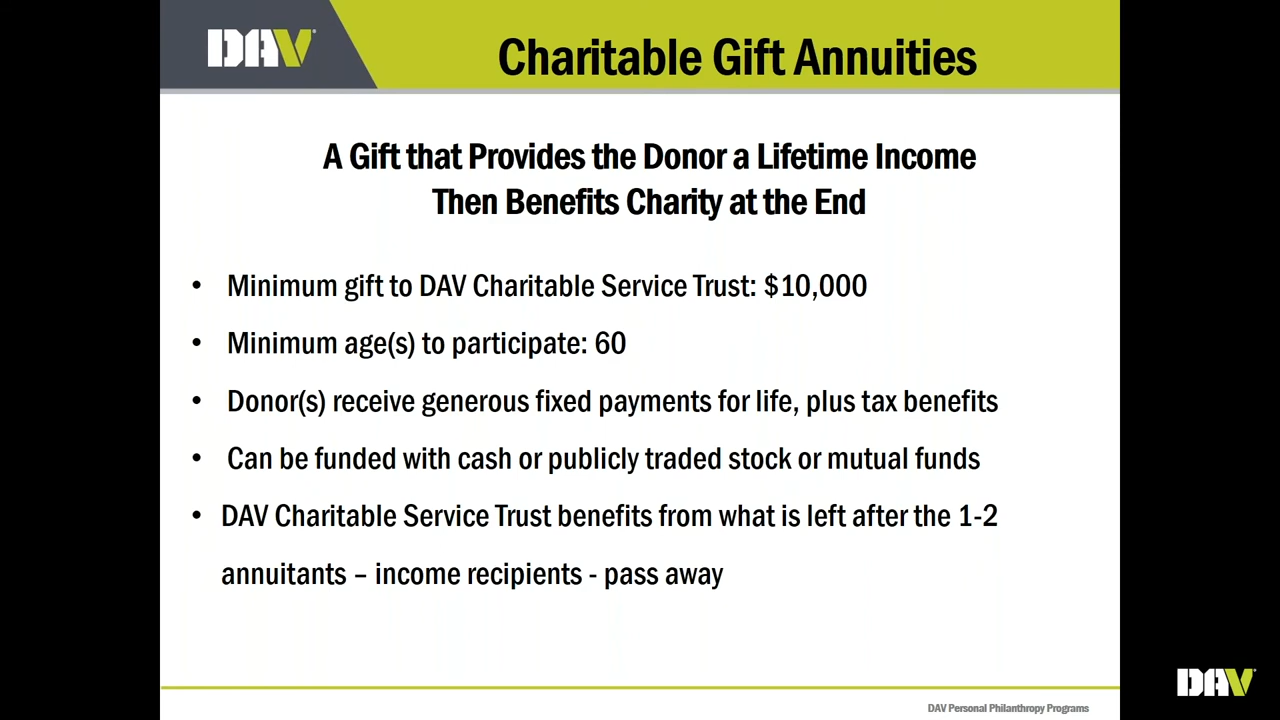 DAV
Charitable Gift Annuities
A Gift that Provides the Donor a Lifetime Income
Then Benefits Charity at the End
• Minimum gift to DAV Charitable Service Trust: $10,000
• Minimum age(s) to participate: 60
• Donor(s) receive generous fixed payments for life, plus tax benefits
• Can be funded with cash or publicly traded stock or mutual funds
• DAV Charitable Service Trust benefits from what is left after the 1-2
annuitants – income recipients - pass away
DAV
DAV Personal Philanthropy Programs